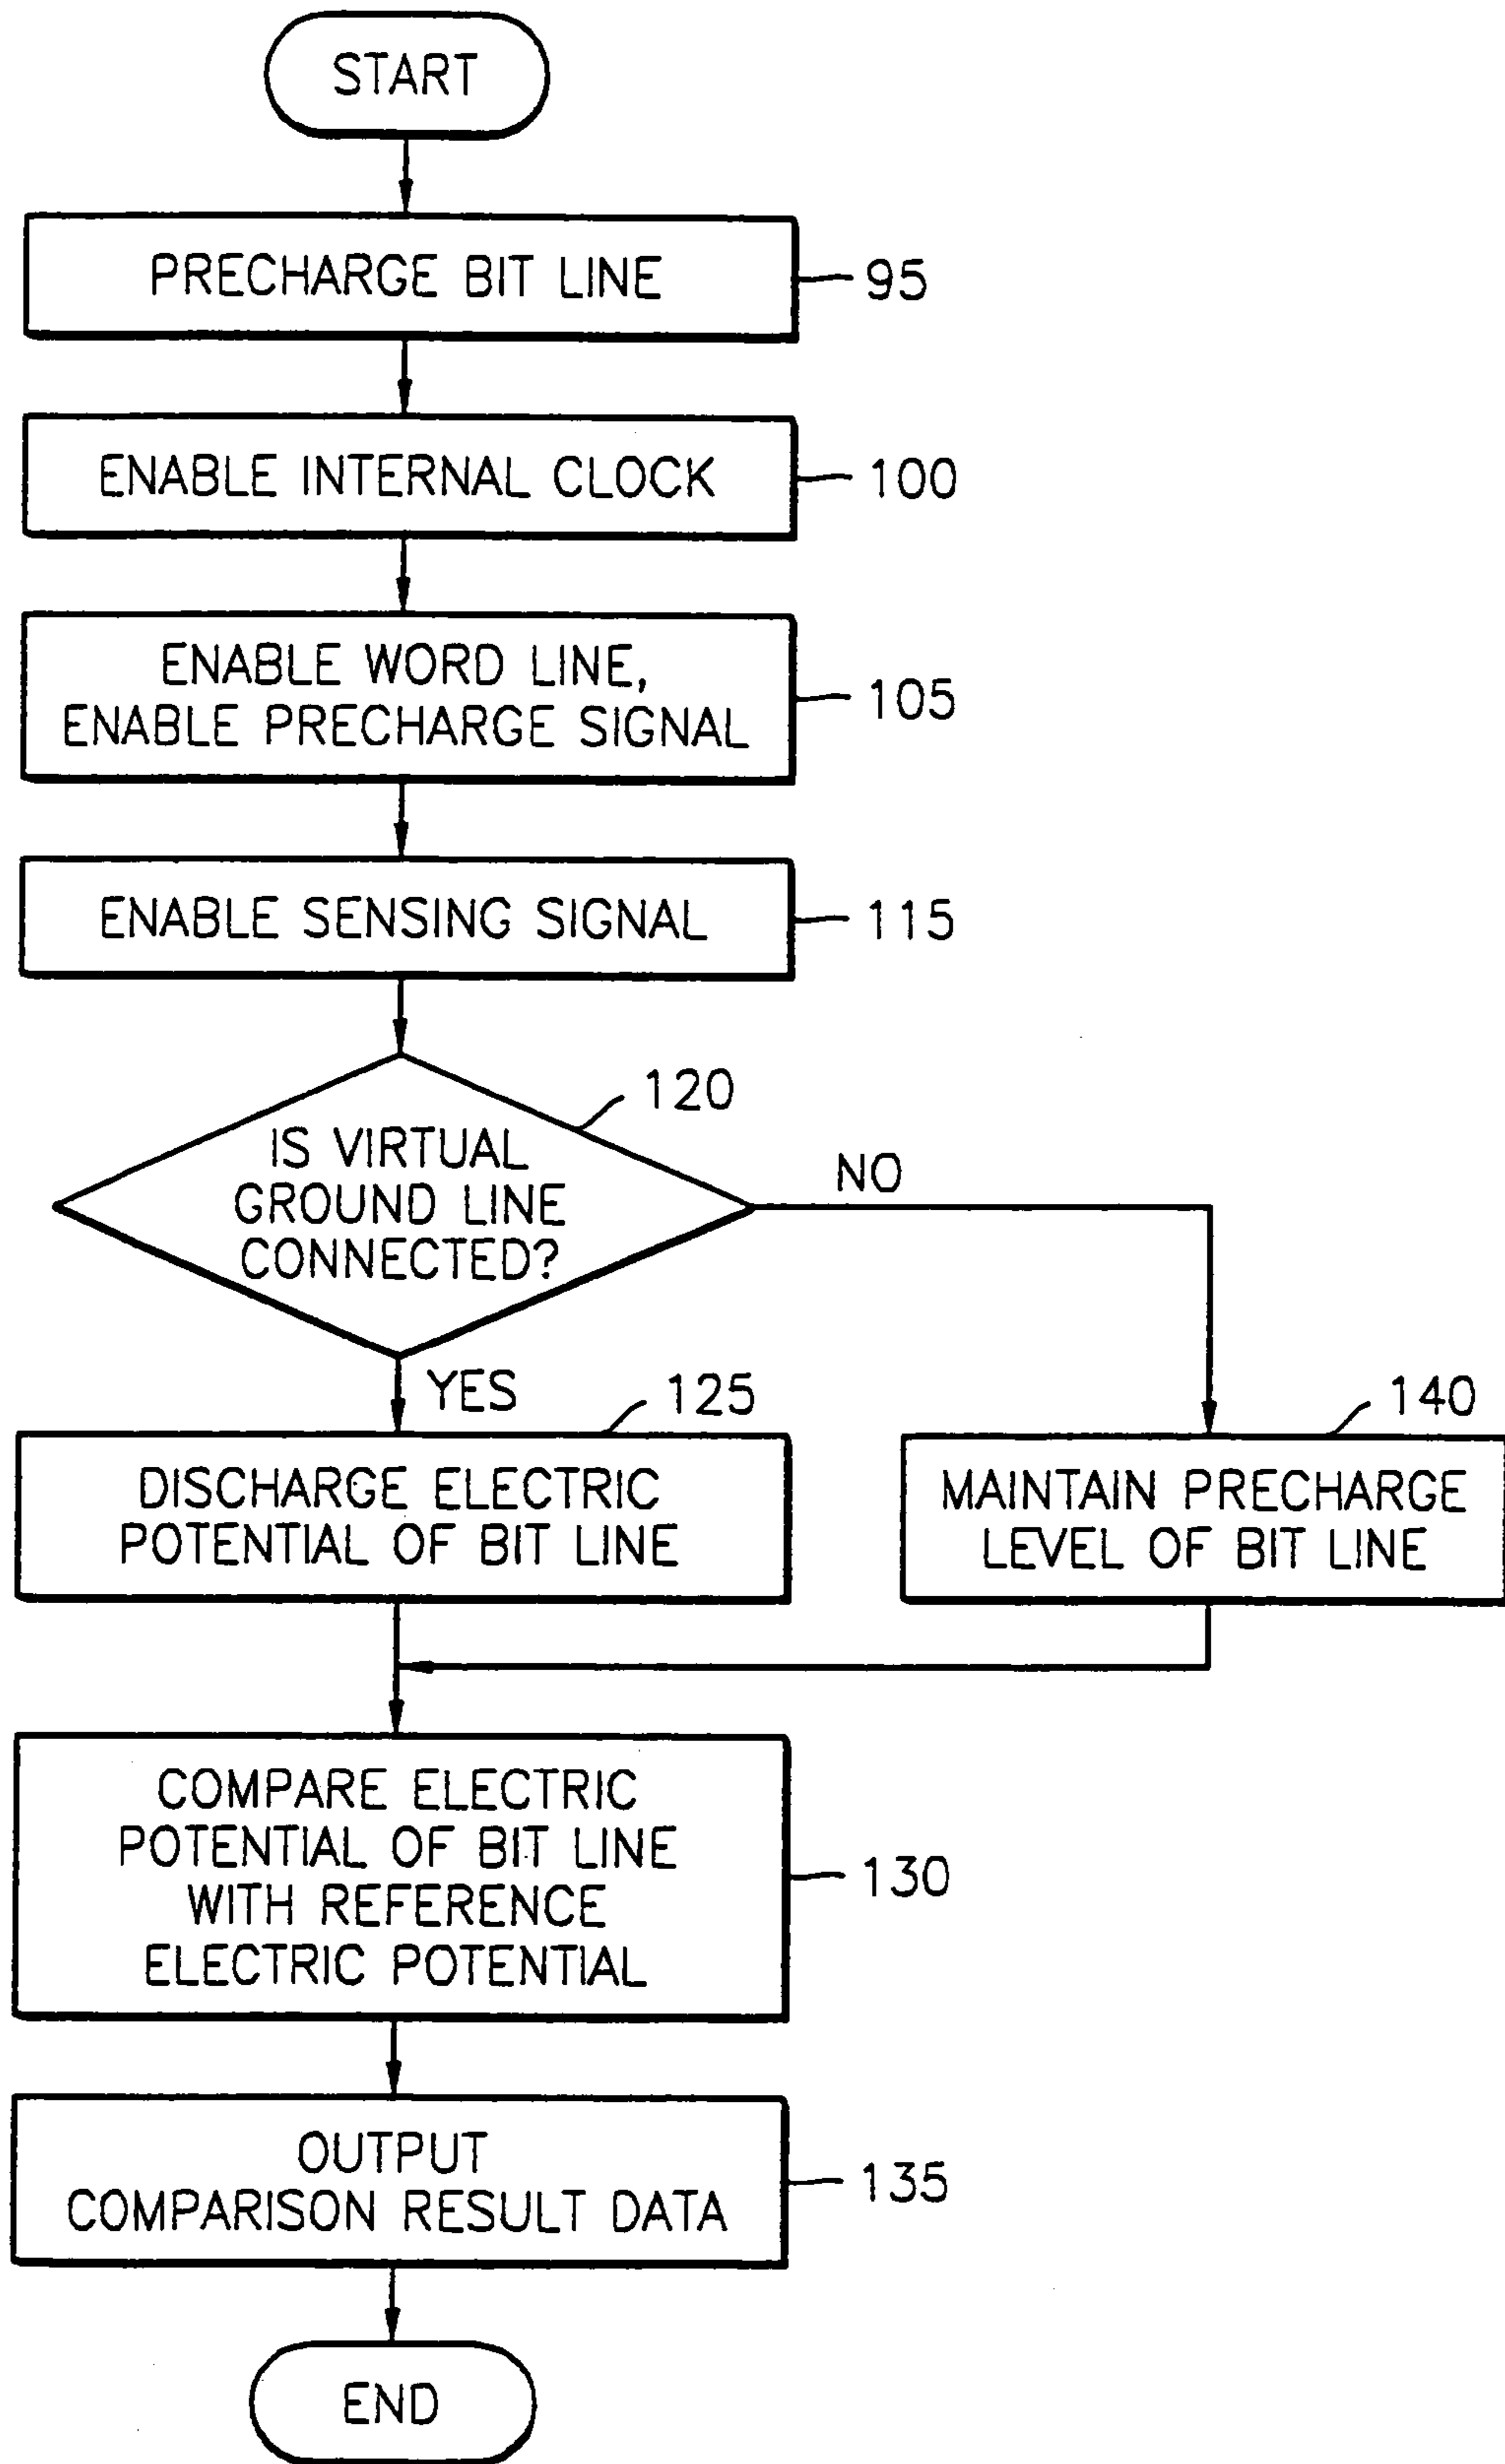 START
PRECHARGE BIT LINE
95
ENABLE INTERNAL CLOCK
100
ENABLE WORD LINE,
ENABLE PRECHARGE SIGNAL
105
ENABLE SENSING SIGNAL
115
120
IS VIRTUAL
GROUND LINE
CONNECTED?
NO
YES
125
DISCHARGE ELECTRIC
POTENTIAL OF BIT LINE
140
MAINTAIN PRECHARGE
LEVEL OF BIT LINE
COMPARE ELECTRIC
POTENTIAL OF BIT LINE
WITH REFERENCE
ELECTRIC POTENTIAL
130
OUTPUT
COMPARISON RESULT DATA
135
END